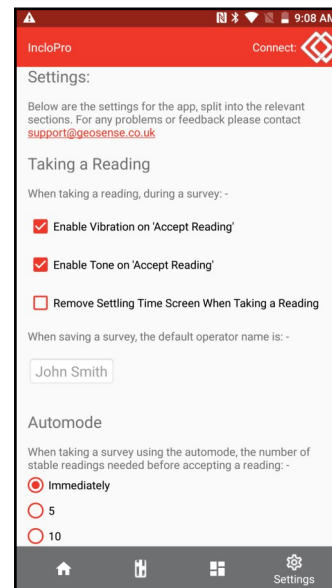 9:08 AM
IncloPro
Connect:
Settings:
Below are the settings for the app, split into the relevant
sections. For any problems or feedback please contact
support@geosense.co.uk
Taking a Reading
When taking a reading, during a survey: -
Enable Vibration on 'Accept Reading'
Enable Tone on 'Accept Reading'
Remove Settling Time Screen When Taking a Reading
When saving a survey, the default operator name is: -
John Smith
Automode
When taking a survey using the automode, the number of
stable readings needed before accepting a reading: -
Immediately
5
10
Settings